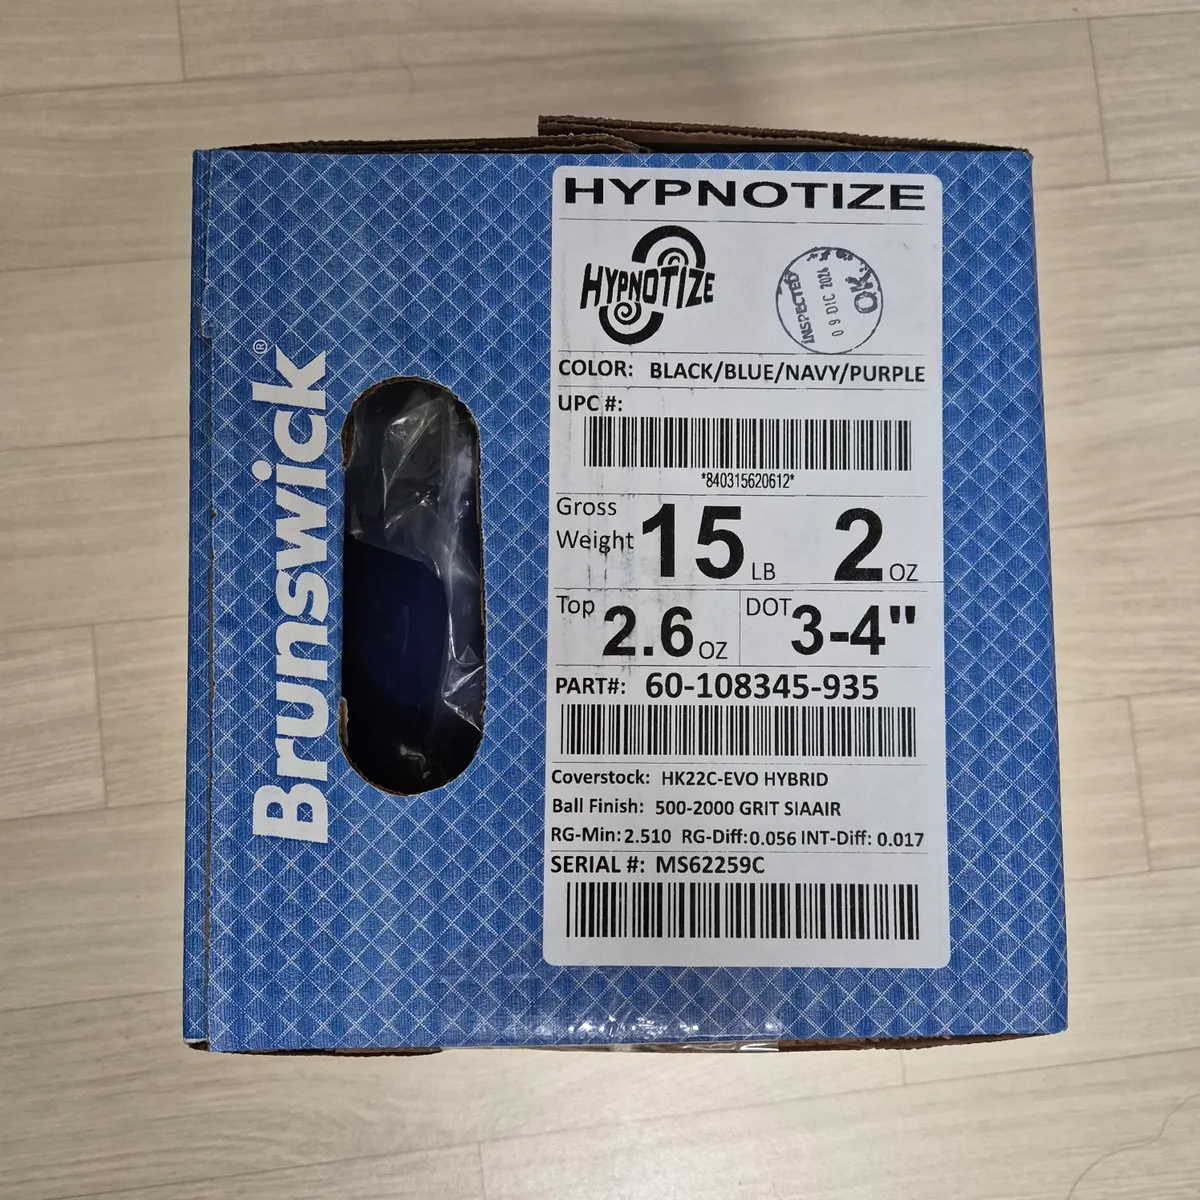 Brunswick®
HYPNOTIZE
HYPNOTIZE
INSPECTED
09 DIC 2024
OK
COLOR: BLACK/BLUE/NAVY/PURPLE
UPC #:
*840315620612*
Gross Weight 15 LB 2 OZ
Top 2.6 OZ DOT 3-4"
PART#: 60-108345-935
Coverstock: HK22C-EVO HYBRID
Ball Finish: 500-2000 GRIT SIAAIR
RG-Min:2.510 RG-Diff:0.056 INT-Diff: 0.017
SERIAL #: MS62259C